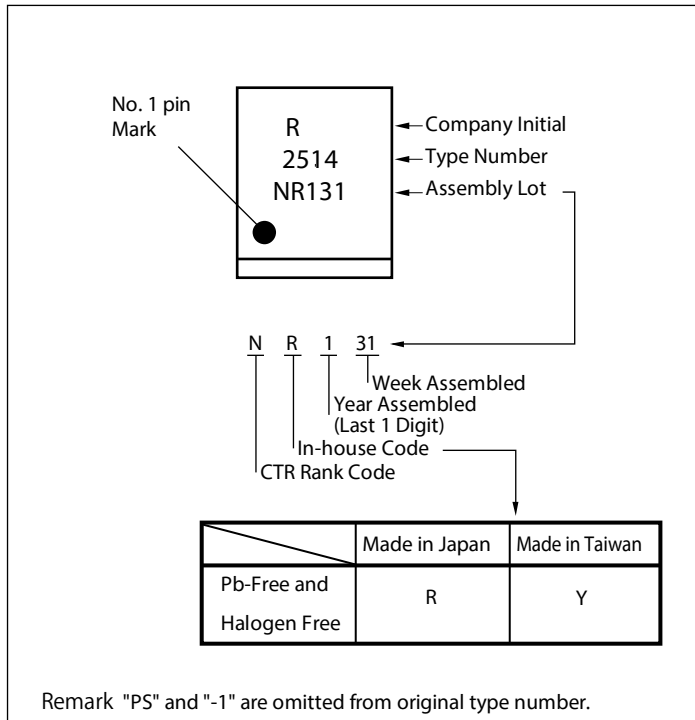 No. 1 pin
Mark
R
2514
NR131
Company Initial
Type Number
Assembly Lot
N R 1 31
Week Assembled
Year Assembled
(Last 1 Digit)
In-house Code
CTR Rank Code
Made in Japan Made in Taiwan
Pb-Free and
Halogen Free
R Y
Remark "PS" and "-1" are omitted from original type number.